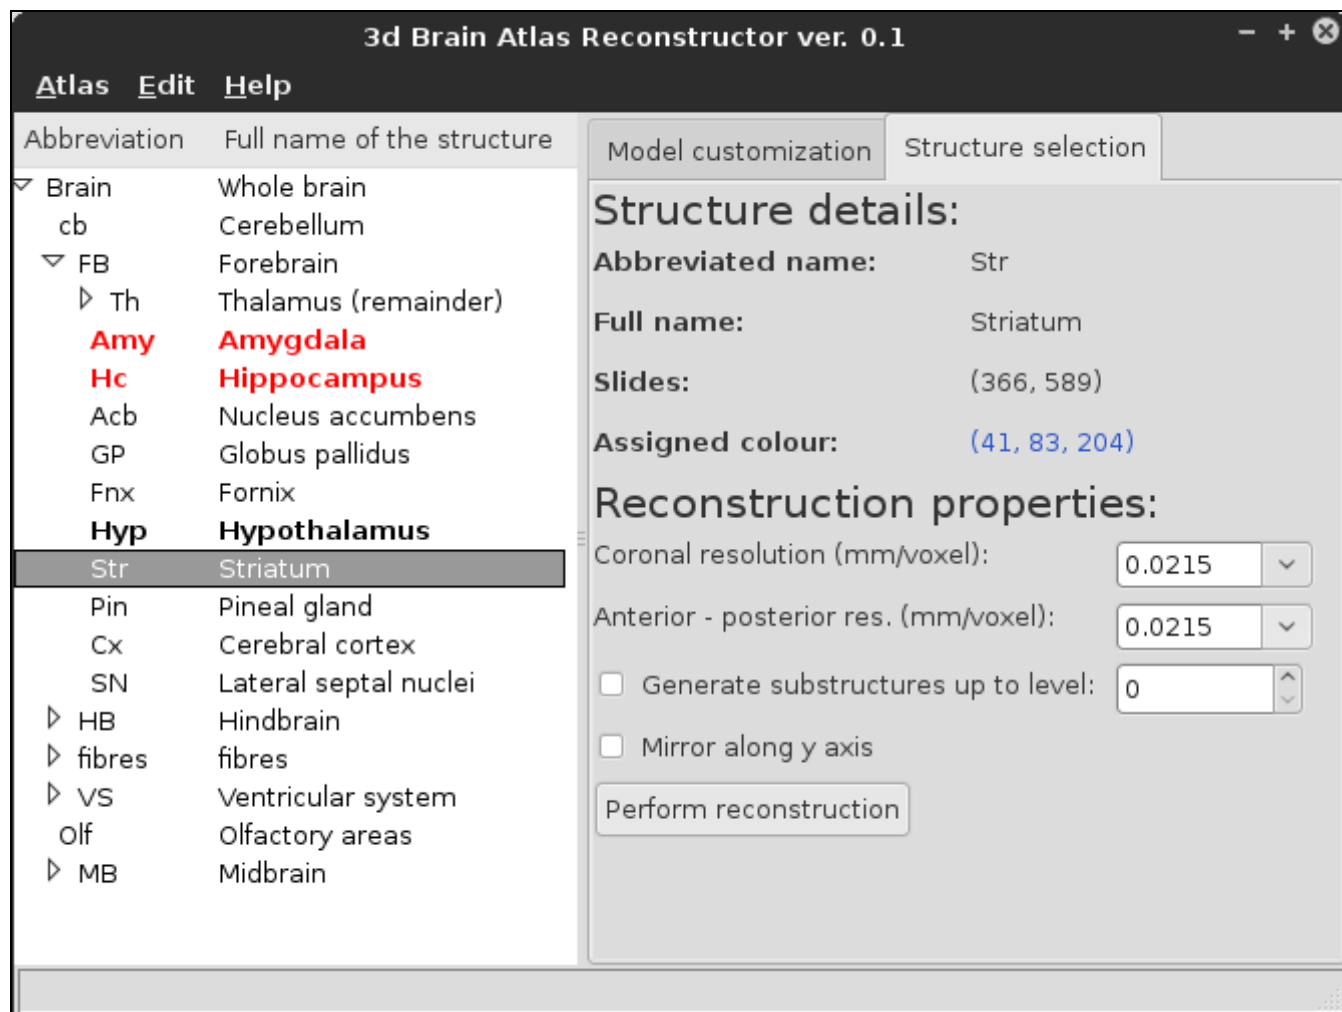 3d Brain Atlas Reconstructor ver. 0.1
Atlas Edit Help
Abbreviation Full name of the structure
Brain Whole brain
cb Cerebellum
FB Forebrain
Th Thalamus (remainder)
Amy Amygdala
Hc Hippocampus
Acb Nucleus accumbens
GP Globus pallidus
Fnx Fornix
Hyp Hypothalamus
Str Striatum
Pin Pineal gland
Cx Cerebral cortex
SN Lateral septal nuclei
HB Hindbrain
fibres fibres
VS Ventricular system
Olf Olfactory areas
MB Midbrain
Model customization Structure selection
Structure details:
Abbreviated name: Str
Full name: Striatum
Slides: (366, 589)
Assigned colour: (41, 83, 204)
Reconstruction properties:
Coronal resolution (mm/voxel): 0.0215
Anterior - posterior res. (mm/voxel): 0.0215
Generate substructures up to level: 0
Mirror along y axis
Perform reconstruction